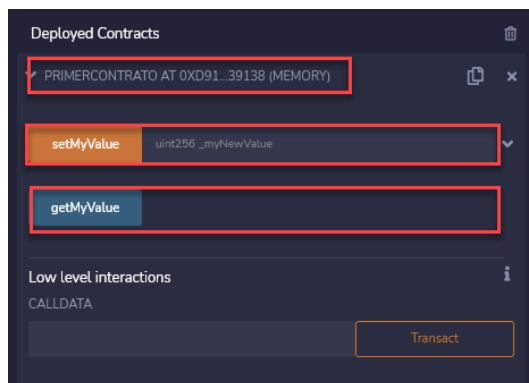 Deployed Contracts
PRIMERCONTRATO AT 0XD91...39138 (MEMORY)
setMyValue uint256 _myNewValue
getMyValue
Low level interactions
CALLDATA
Transact